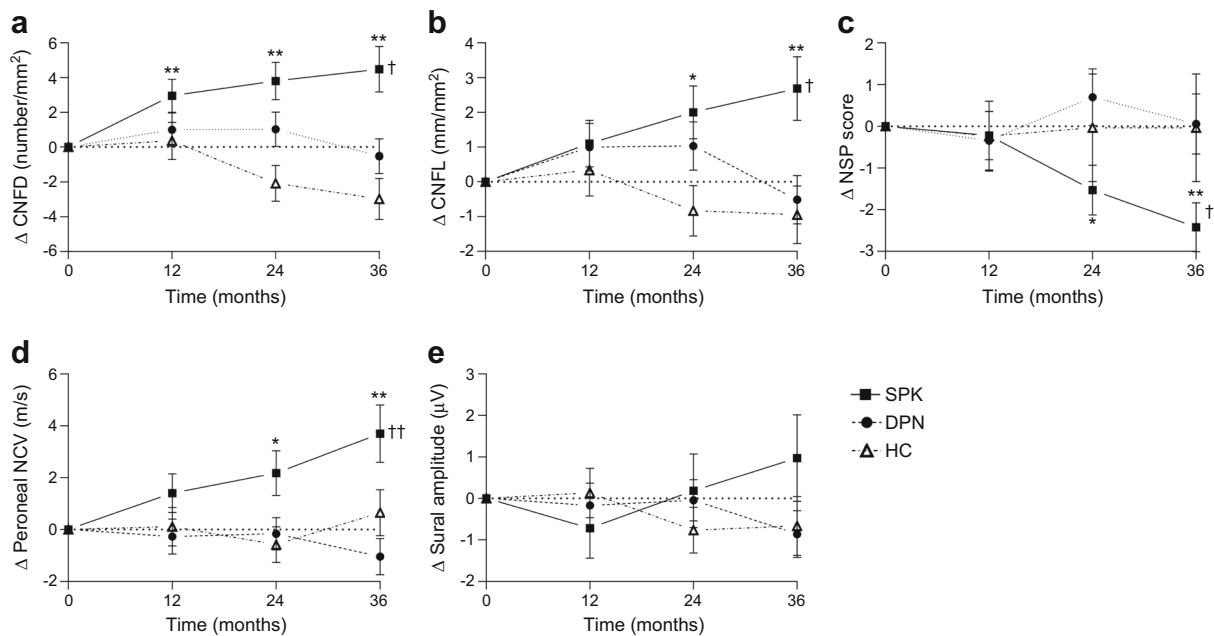 a
Δ CNFD (number/mm²)
6
4
2
0
-2
-4
-6
** ** **
†
0 12 24 36
Time (months)
b
Δ CNFL (mm/mm²)
4
3
2
1
0
-1
-2
* **
†
0 12 24 36
Time (months)
c
Δ NSP score
2
1
0
-1
-2
-3
* **
†
0 12 24 36
Time (months)
d
Δ Peroneal NCV (m/s)
6
4
2
0
-2
* **
††
0 12 24 36
Time (months)
e
Δ Sural amplitude (μV)
3
2
1
0
-1
-2
0 12 24 36
Time (months)
SPK
DPN
HC